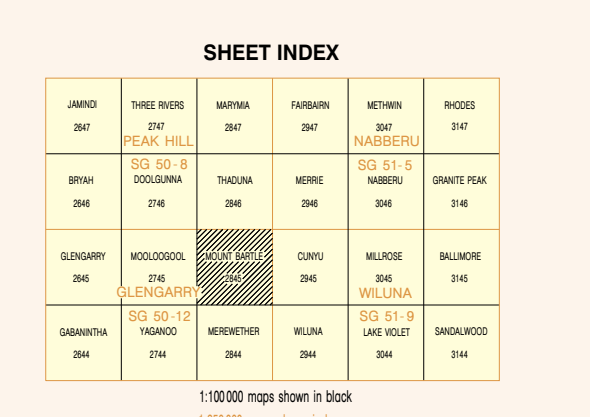 SHEET INDEX
JAMINDI THREE RIVERS MARYMIA FAIRBAIRN METHWIN RHODES
2647 2747 2847 2947 3047 3147
PEAK HILL NABBERU
SG 50-8 SG 51-5
BRYAH DOOLGUNNA THADUNA MERRIE NABBERU GRANITE PEAK
2646 2746 2846 2946 3046 3146
GLENGARRY MOOLOOGOOL MOUNT BARTLE CUNYU MILLROSE BALLIMORE
2645 2745 2845 2945 3045 3145
GLENGARRY WILUNA
SG 50-12 SG 51-9
GABANINTHA YAGANOO MEREWETHER WILUNA LAKE VIOLET SANDALWOOD
2644 2744 2844 2944 3044 3144
1:100 000 maps shown in black